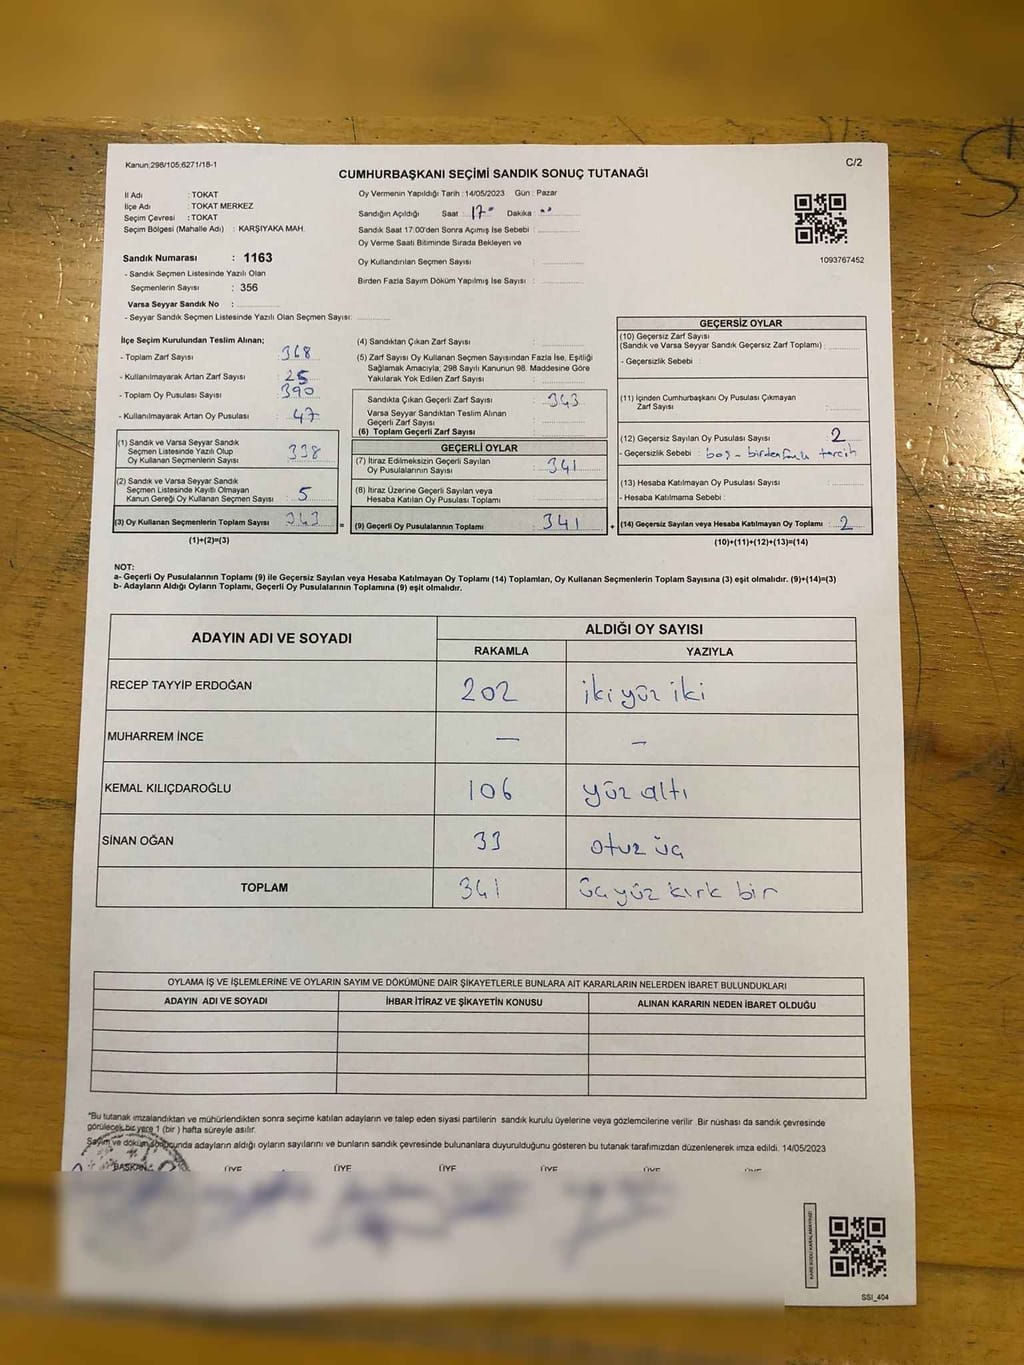 Kanun;298/105;6271/18-1
C/2
CUMHURBAŞKANI SEÇİMİ SANDIK SONUÇ TUTANAĞI
İl Adı : TOKAT
İlçe Adı : TOKAT MERKEZ
Seçim Çevresi : TOKAT
Seçim Bölgesi (Mahalle Adı) : KARŞIYAKA MAH.
Oy Vermenin Yapıldığı Tarih : 14/05/2023 Gün : Pazar
Sandığın Açıldığı Saat 17 Dakika
Sandık Saat 17:00'den Sonra Açımış İse Sebebi :
Oy Verme Saati Bitiminde Sırada Bekleyen ve
Oy Kullandırılan Seçmen Sayısı :
Birden Fazla Sayım Döküm Yapılmış İse Sayısı :
1093767452
Sandık Numarası : 1163
- Sandık Seçmen Listesinde Yazılı Olan
Seçmenlerin Sayısı : 356
Varsa Seyyar Sandık No :
- Seyyar Sandık Seçmen Listesinde Yazılı Olan Seçmen Sayısı:
İlçe Seçim Kurulundan Teslim Alınan;
- Toplam Zarf Sayısı : 368
- Kullanılmayarak Artan Zarf Sayısı : 25
- Toplam Oy Pusulası Sayısı : 390
- Kullanılmayarak Artan Oy Pusulası : 47
(1) Sandık ve Varsa Seyyar Sandık
Seçmen Listesinde Yazılı Olup
Oy Kullanan Seçmenlerin Sayısı : 338
(2) Sandık ve Varsa Seyyar Sandık
Seçmen Listesinde Kayıtlı Olmayan
Kanun Gereği Oy Kullanan Seçmen Sayısı : 5
(3) Oy Kullanan Seçmenlerin Toplam Sayısı : 343
(1)+(2)=(3)
(4) Sandıktan Çıkan Zarf Sayısı :
(5) Zarf Sayısı Oy Kullanan Seçmen Sayısından Fazla İse, Eşitliği
Sağlamak Amacıyla; 298 Sayılı Kanunun 98. Maddesine Göre
Yakılarak Yok Edilen Zarf Sayısı :
Sandıkta Çıkan Geçerli Zarf Sayısı : 343
Varsa Seyyar Sandıktan Teslim Alınan
Geçerli Zarf Sayısı :
(6) Toplam Geçerli Zarf Sayısı :
GEÇERLİ OYLAR
(7) İtiraz Edilmeksizin Geçerli Sayılan
Oy Pusulalarının Sayısı : 341
(8) İtiraz Üzerine Geçerli Sayılan veya
Hesaba Katılan Oy Pusulası Toplamı :
= (9) Geçerli Oy Pusulalarının Toplamı : 341
GEÇERSİZ OYLAR
(10) Geçersiz Zarf Sayısı
(Sandık ve Varsa Seyyar Sandık Geçersiz Zarf Toplamı) :
- Geçersizlik Sebebi :
(11) İçinden Cumhurbaşkanı Oy Pusulası Çıkmayan
Zarf Sayısı :
(12) Geçersiz Sayılan Oy Pusulası Sayısı : 2
- Geçersizlik Sebebi : boş - birden fazla tercih
(13) Hesaba Katılmayan Oy Pusulası Sayısı :
- Hesaba Katılmama Sebebi :
+ (14) Geçersiz Sayılan veya Hesaba Katılmayan Oy Toplamı : 2
(10)+(11)+(12)+(13)=(14)
NOT:
a- Geçerli Oy Pusulalarının Toplamı (9) ile Geçersiz Sayılan veya Hesaba Katılmayan Oy Toplamı (14) Toplamları, Oy Kullanan Seçmenlerin Toplam Sayısına (3) eşit olmalıdır. (9)+(14)=(3)
b- Adayların Aldığı Oyların Toplamı, Geçerli Oy Pusulalarının Toplamına (9) eşit olmalıdır.
ADAYIN ADI VE SOYADI
ALDIĞI OY SAYISI
RAKAMLA YAZIYLA
RECEP TAYYİP ERDOĞAN 202 iki yüz iki
MUHARREM İNCE — —
KEMAL KILIÇDAROĞLU 106 yüz altı
SİNAN OĞAN 33 otuz üç
TOPLAM 341 üç yüz kırk bir
OYLAMA İŞ VE İŞLEMLERİNE VE OYLARIN SAYIM VE DÖKÜMÜNE DAİR ŞİKAYETLERLE BUNLARA AİT KARARLARIN NELERDEN İBARET BULUNDUKLARI
ADAYIN ADI VE SOYADI İHBAR İTİRAZ VE ŞİKAYETİN KONUSU ALINAN KARARIN NEDEN İBARET OLDUĞU
*Bu tutanak imzalandıktan ve mühürlendikten sonra seçime katılan adayların ve talep eden siyasi partilerin sandık kurulu üyelerine veya gözlemcilerine verilir. Bir nüshası da sandık çevresinde
görülecek bir yere 1 (bir ) hafta süreyle asılır.
Sayım ve döküm sonucunda adayların aldığı oyların sayılarını ve bunların sandık çevresinde bulunanlara duyurulduğunu gösteren bu tutanak tarafımızdan düzenlenerek imza edildi. 14/05/2023
BAŞKAN ÜYE ÜYE ÜYE ÜYE ÜYE ÜYE
SSI_404